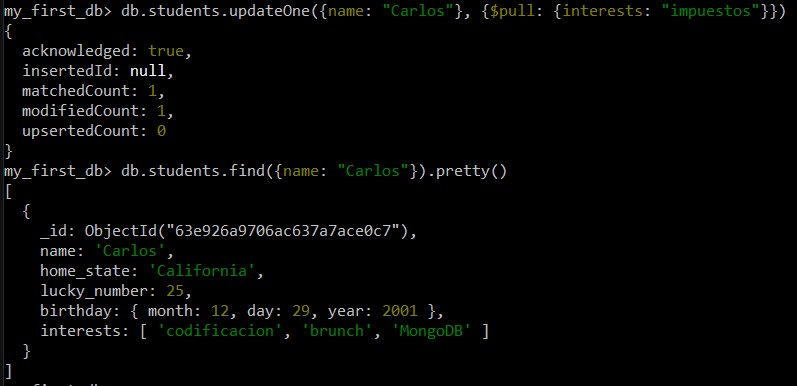 my_first_db> db.students.updateOne({name: "Carlos"}, {$pull: {interests: "impuestos"}})
{
  acknowledged: true,
  insertedId: null,
  matchedCount: 1,
  modifiedCount: 1,
  upsertedCount: 0
}
my_first_db> db.students.find({name: "Carlos"}).pretty()
[
  {
    _id: ObjectId("63e926a9706ac637a7ace0c7"),
    name: 'Carlos',
    home_state: 'California',
    lucky_number: 25,
    birthday: { month: 12, day: 29, year: 2001 },
    interests: [ 'codificacion', 'brunch', 'MongoDB' ]
  }
]